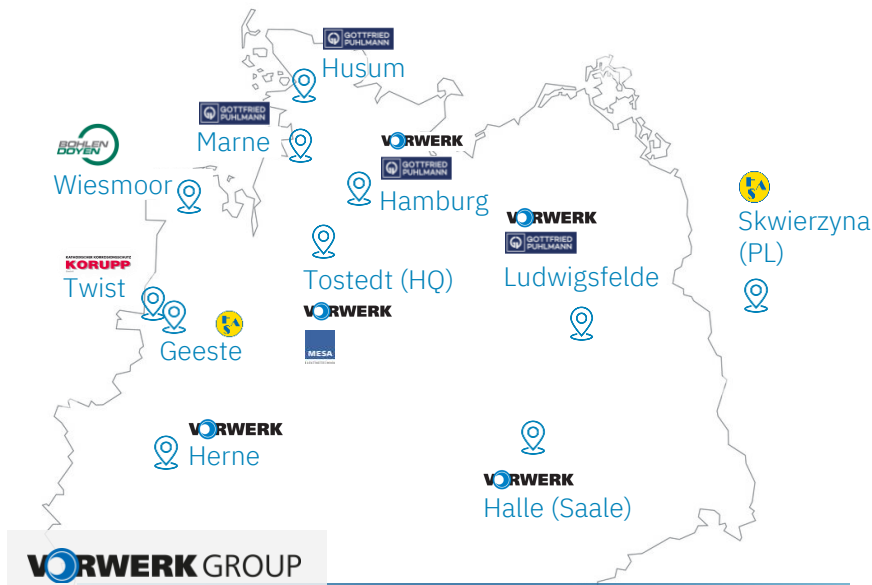 GOTTFRIED
PUHLMANN
Husum
GOTTFRIED
PUHLMANN
Marne
BOHLEN
DOYEN
Wiesmoor
VORWERK
GOTTFRIED
PUHLMANN
Hamburg
VORWERK
GOTTFRIED
PUHLMANN
Ludwigsfelde
Skwierzyna
(PL)
KORUPP
Twist
Tostedt (HQ)
VORWERK
MESA
Geeste
VORWERK
Herne
VORWERK
Halle (Saale)
VORWERK GROUP